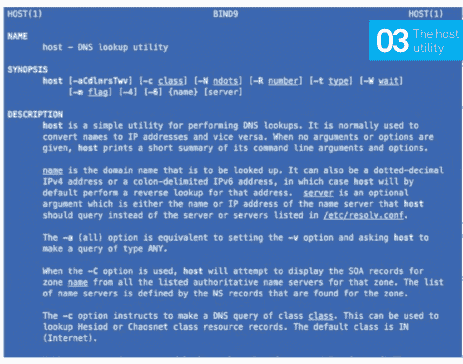 HOST(1) BIND9 HOST(1)
03 The host
utility
NAME
host - DNS lookup utility
SYNOPSIS
host [-aCdlnrsTwv] [-c class] [-N ndots] [-R number] [-t type] [-W wait]
[-m flag] [-4] [-6] {name} [server]
DESCRIPTION
host is a simple utility for performing DNS lookups. It is normally used to
convert names to IP addresses and vice versa. When no arguments or options are
given, host prints a short summary of its command line arguments and options.
name is the domain name that is to be looked up. It can also be a dotted-decimal
IPv4 address or a colon-delimited IPv6 address, in which case host will by
default perform a reverse lookup for that address. server is an optional
argument which is either the name or IP address of the name server that host
should query instead of the server or servers listed in /etc/resolv.conf.
The -a (all) option is equivalent to setting the -v option and asking host to
make a query of type ANY.
When the -C option is used, host will attempt to display the SOA records for
zone name from all the listed authoritative name servers for that zone. The list
of name servers is defined by the NS records that are found for the zone.
The -c option instructs to make a DNS query of class class. This can be used to
lookup Hesiod or Chaosnet class resource records. The default class is IN
(Internet).